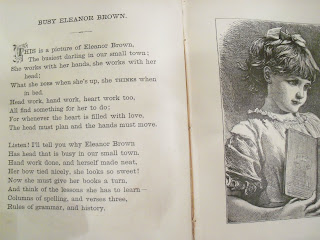 BUSY ELEANOR BROWN.
THIS is a picture of Eleanor Brown,
The busiest darling in our small town;
She works with her hands, she works with her
head;
What she DOES when she's up, she THINKS when
in bed.
Head work, hand work, heart work too,
All find something for her to do;
For whenever the heart is filled with love,
The head must plan and the hands must move.
Listen! I'll tell you why Eleanor Brown
Has head that is busy in our small town.
Head work done, and herself made neat,
Her bow tied nicely, she looks so sweet!
Now she must give her books a turn,
And think of the lessons she has to learn—
Columns of spelling, and verses three,
Rules of grammar, and history.